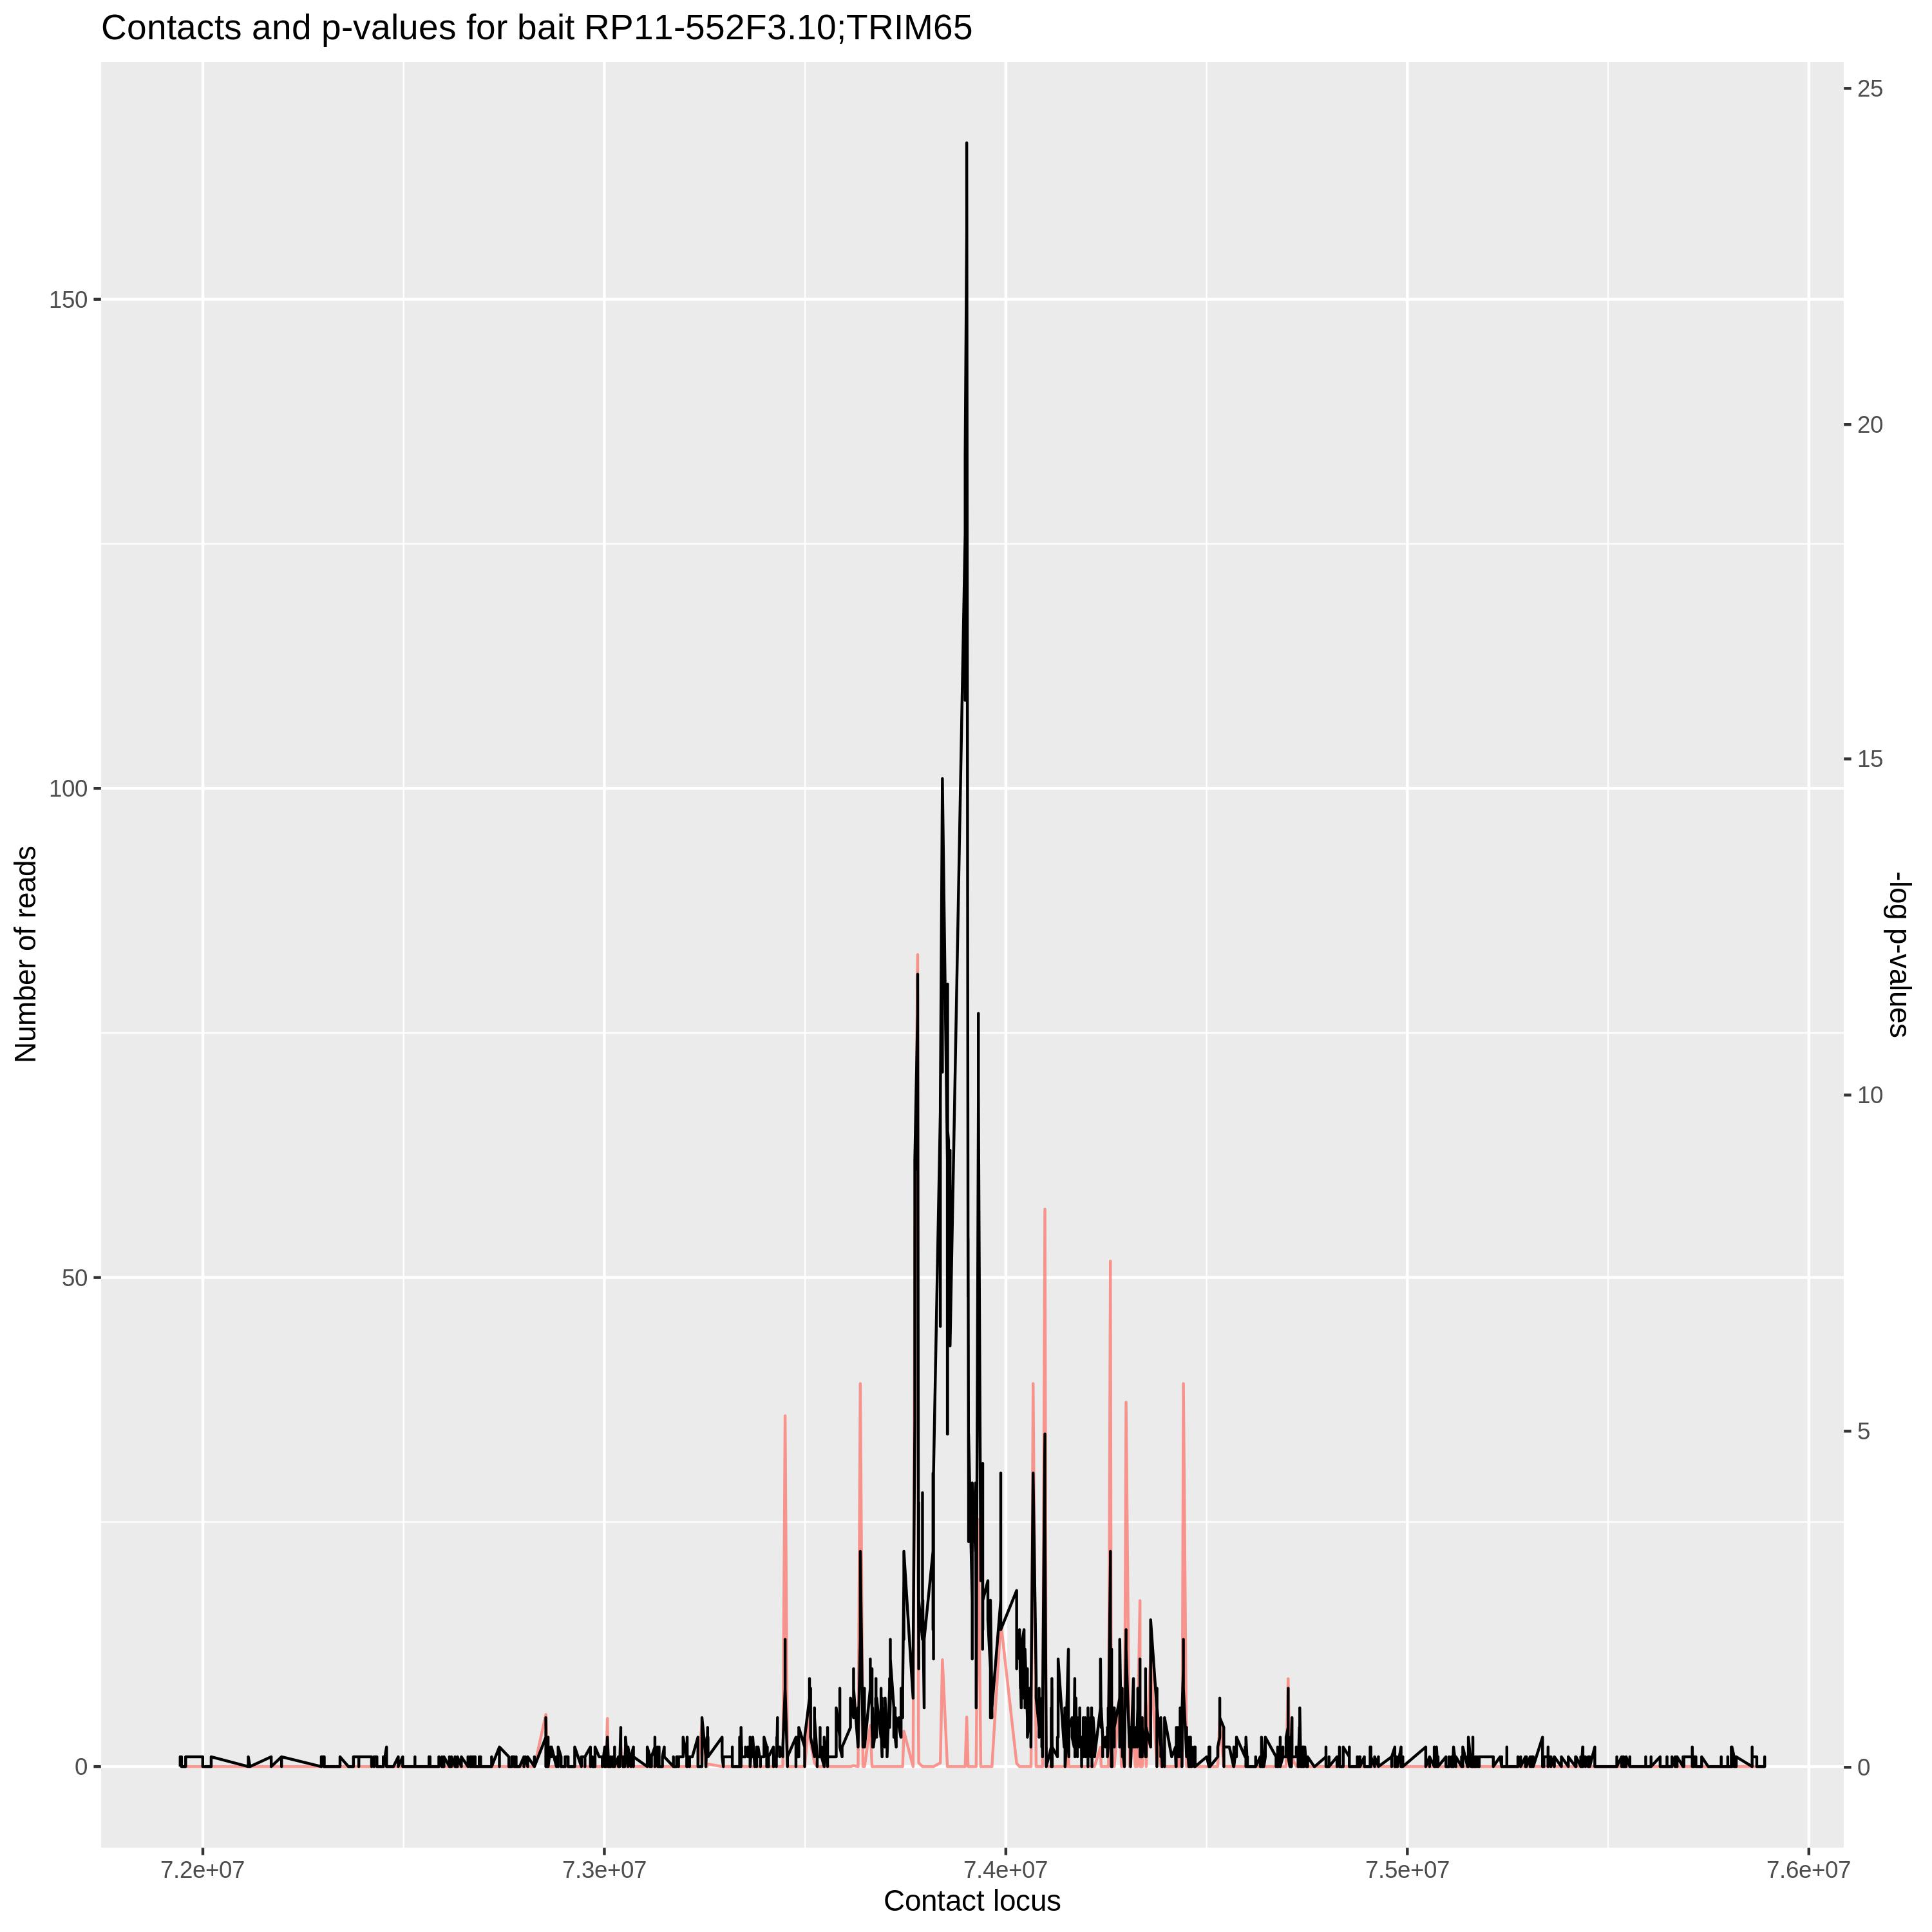 Contacts and p-values for bait RP11-552F3.10;TRIM65
25
20
15
10
5
0
150
100
50
0
Number of reads
-log p-values
7.2e+07 7.3e+07 7.4e+07 7.5e+07 7.6e+07
Contact locus